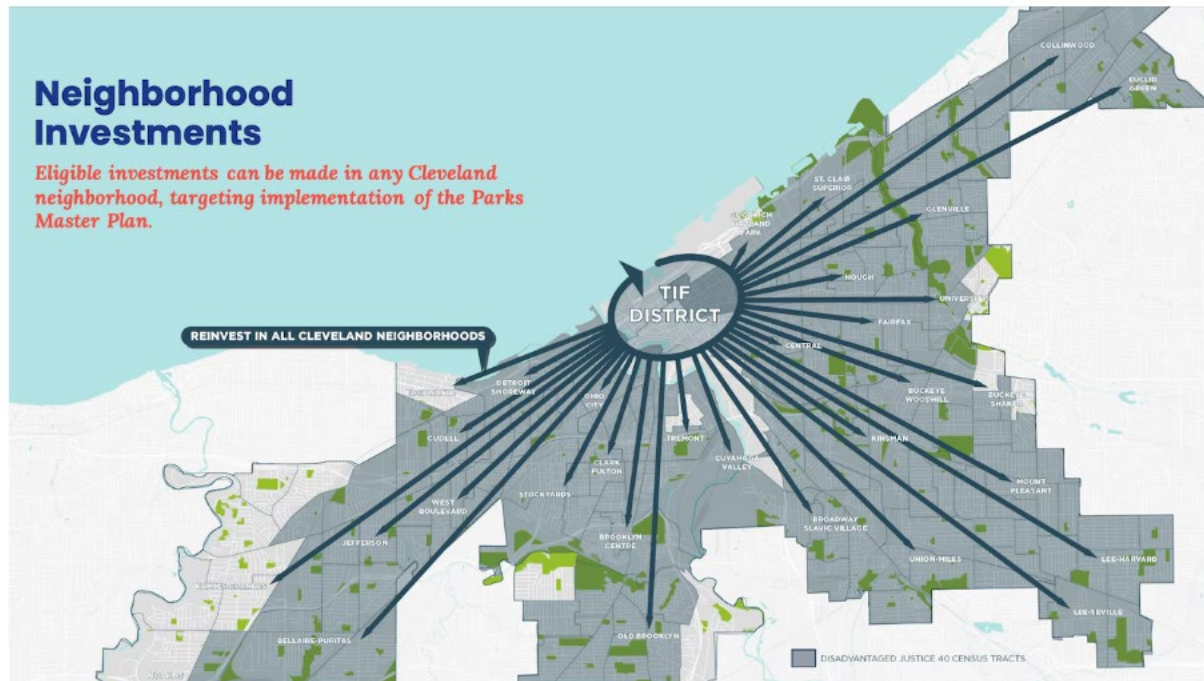 Neighborhood
Investments
Eligible investments can be made in any Cleveland
neighborhood, targeting implementation of the Parks
Master Plan.
COLLINWOOD
EUCLID
GREEN
ST. CLAIR
SUPERIOR
GLENVILLE
PARK
HOUGH
UNIVERSITY
TIF
DISTRICT
FAIRFAX
REINVEST IN ALL CLEVELAND NEIGHBORHOODS
CENTRAL
DETROIT
SHOREWAY
OHIO
CITY
BUCKEYE
WOODHILL
BUCKEYE
CUDELL
TREMONT
KINSMAN
CUYAHOGA
VALLEY
CLARK
FULTON
MOUNT
PLEASANT
STOCKYARDS
WEST
BOULEVARD
BROADWAY
SLAVIC VILLAGE
JEFFERSON
BROOKLYN
CENTRE
UNION-MILES
LEE-HARVARD
LEE-SEVILLE
BELLAIRE-PURITAS
OLD BROOKLYN
DISADVANTAGED JUSTICE 40 CENSUS TRACTS